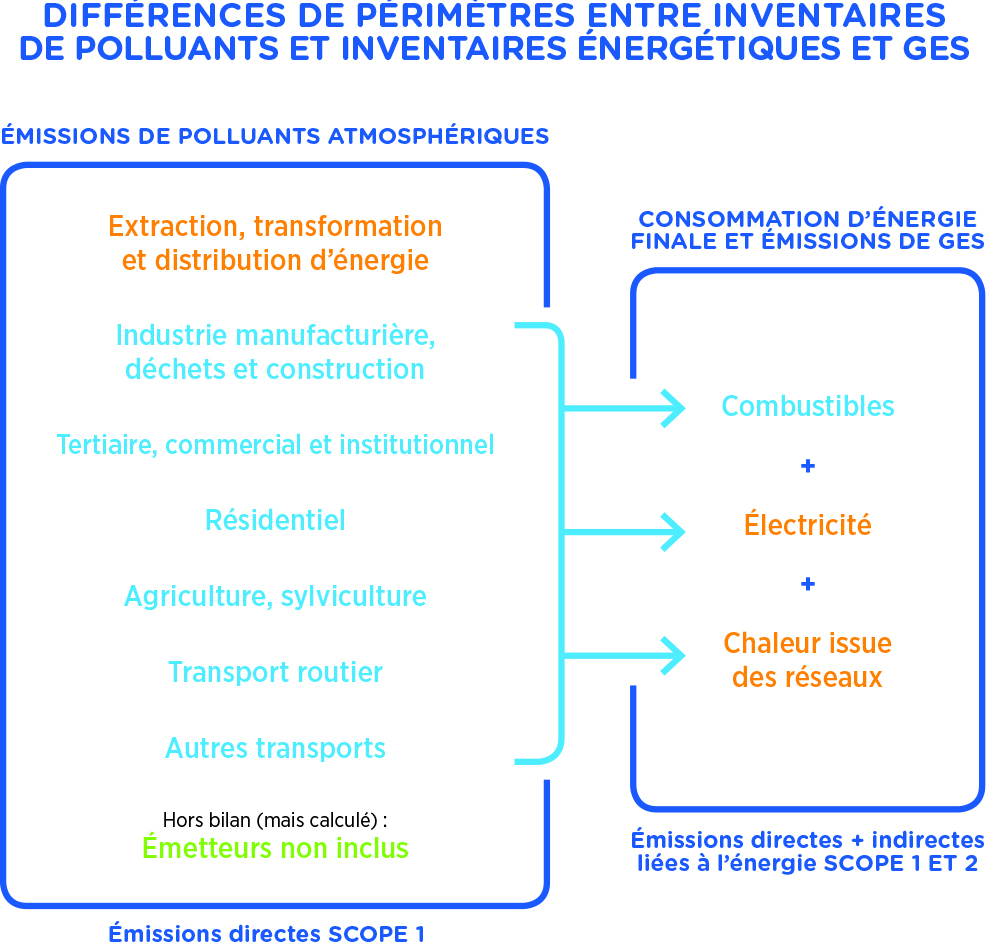 DIFFÉRENCES DE PÉRIMÈTRES ENTRE INVENTAIRES
DE POLLUANTS ET INVENTAIRES ÉNERGÉTIQUES ET GES
ÉMISSIONS DE POLLUANTS ATMOSPHÉRIQUES
Extraction, transformation
et distribution d’énergie
Industrie manufacturière,
déchets et construction
Tertiaire, commercial et institutionnel
Résidentiel
Agriculture, sylviculture
Transport routier
Autres transports
Hors bilan (mais calculé) :
Émetteurs non inclus
Émissions directes SCOPE 1
CONSOMMATION D’ÉNERGIE
FINALE ET ÉMISSIONS DE GES
Combustibles
+
Électricité
+
Chaleur issue
des réseaux
Émissions directes + indirectes
liées à l’énergie SCOPE 1 ET 2